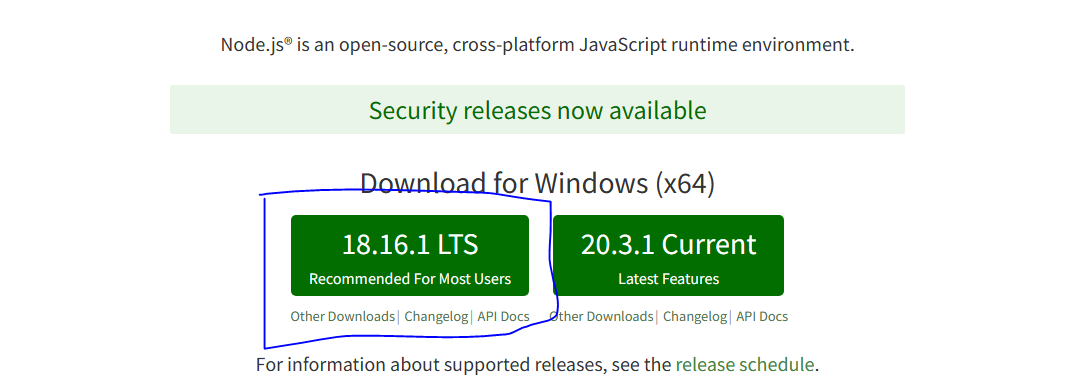 Node.js® is an open-source, cross-platform JavaScript runtime environment.
Security releases now available
Download for Windows (x64)
18.16.1 LTS
Recommended For Most Users
Other Downloads | Changelog | API Docs
20.3.1 Current
Latest Features
Other Downloads | Changelog | API Docs
For information about supported releases, see the release schedule.